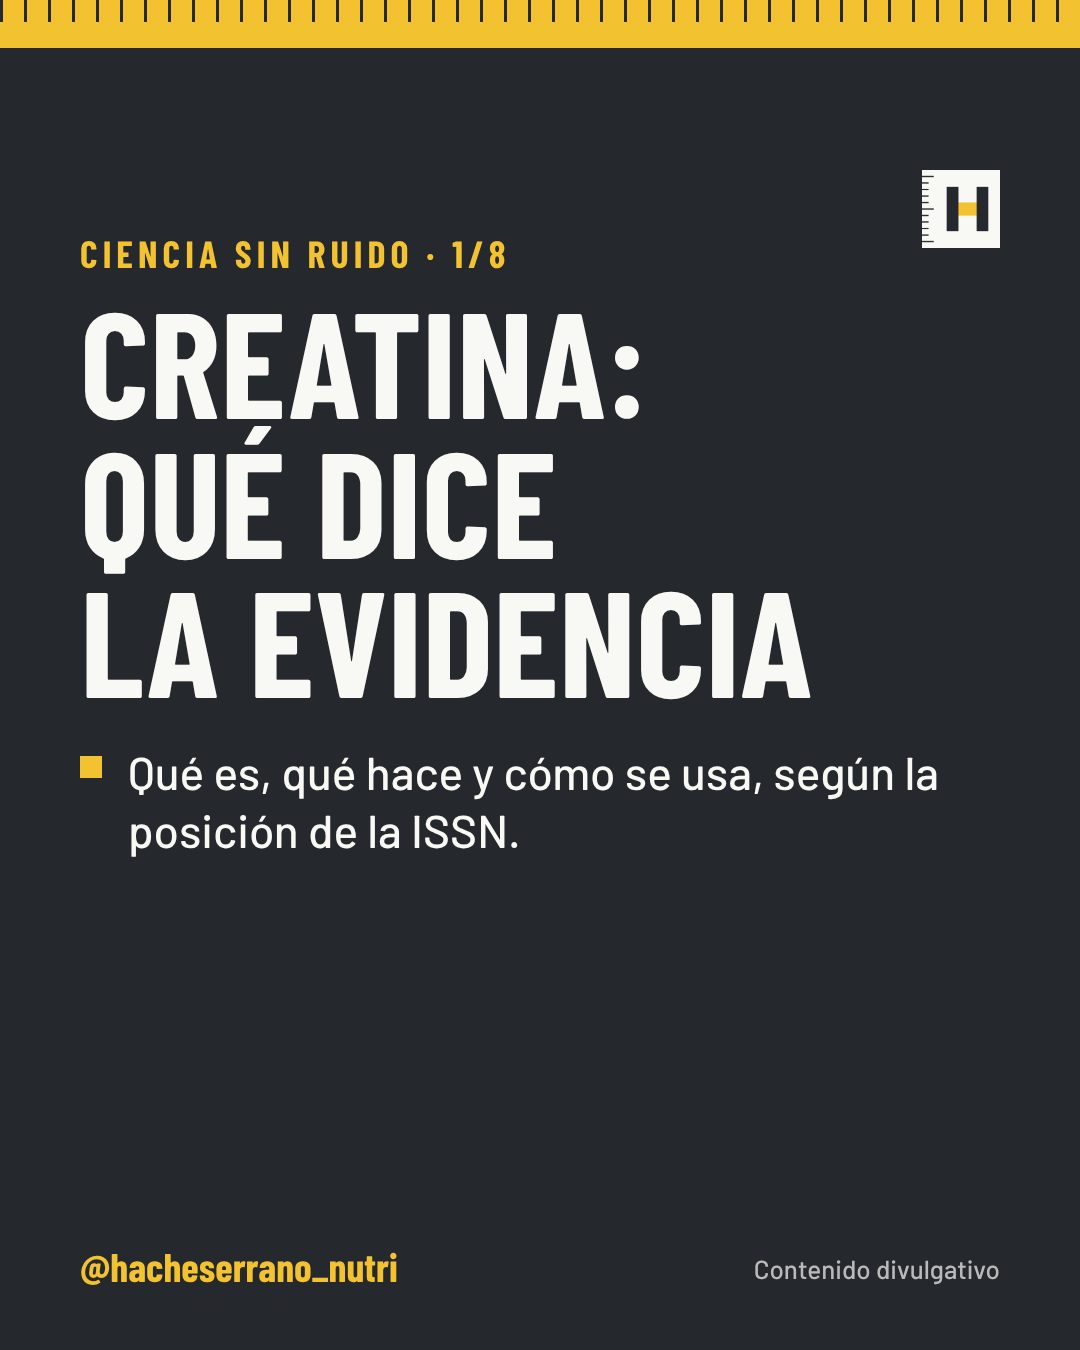 H
CIENCIA SIN RUIDO · 1/8
CREATINA:
QUÉ DICE
LA EVIDENCIA
Qué es, qué hace y cómo se usa, según la
posición de la ISSN.
@hacheserrano_nutri
Contenido divulgativo